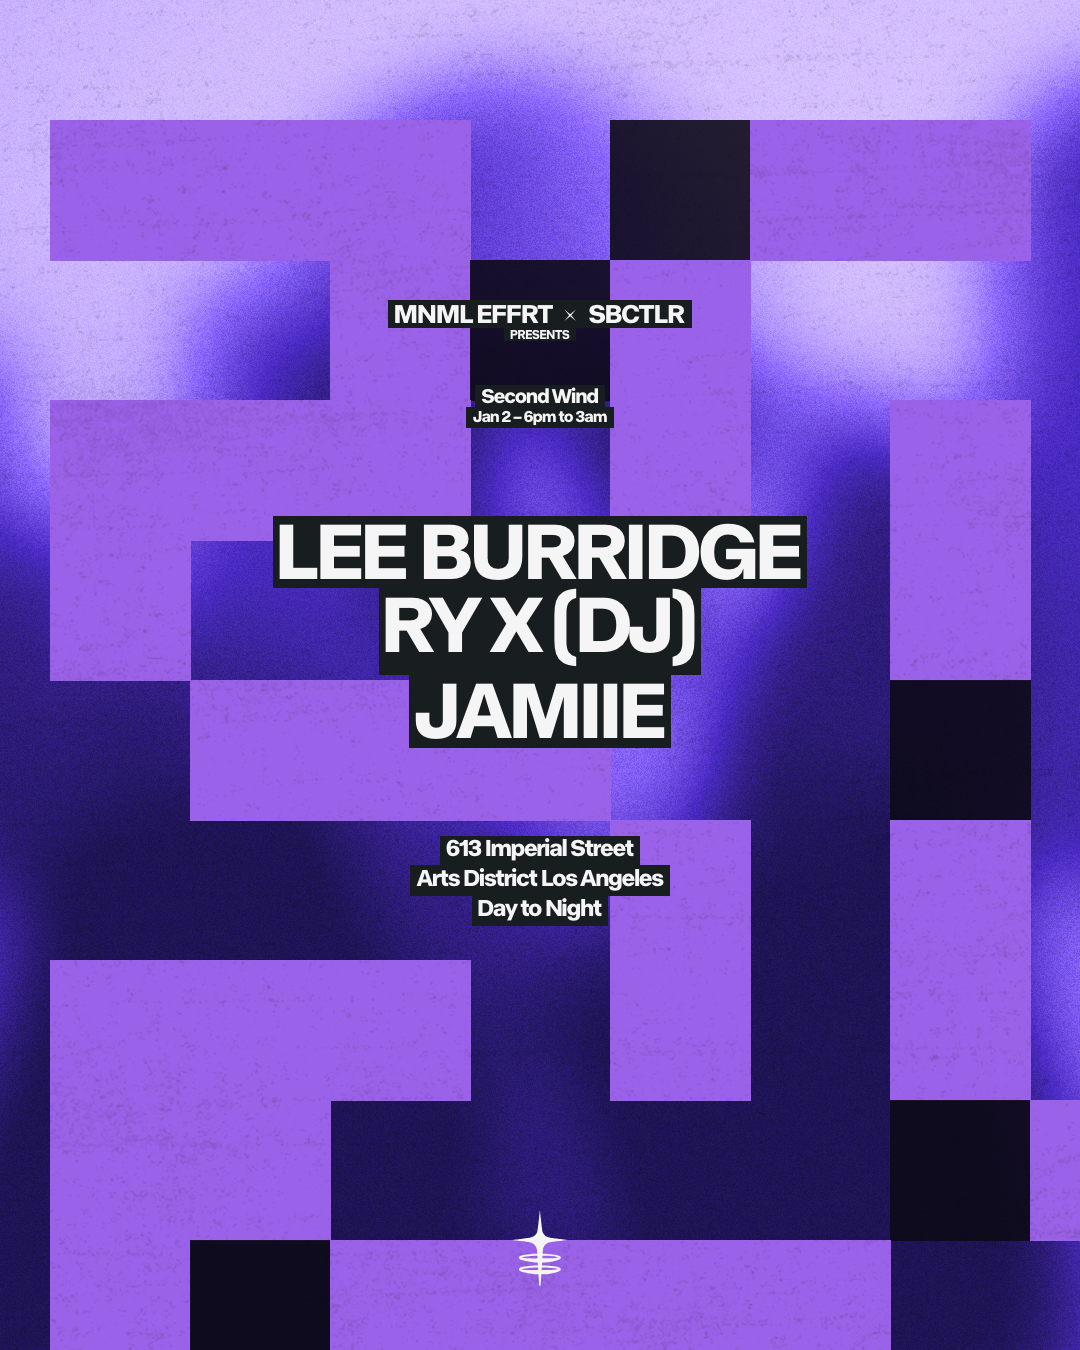 MNML EFFRT × SBCTLR
PRESENTS
Second Wind
Jan 2 – 6pm to 3am
LEE BURRIDGE
RY X (DJ)
JAMIIE
613 Imperial Street
Arts District Los Angeles
Day to Night